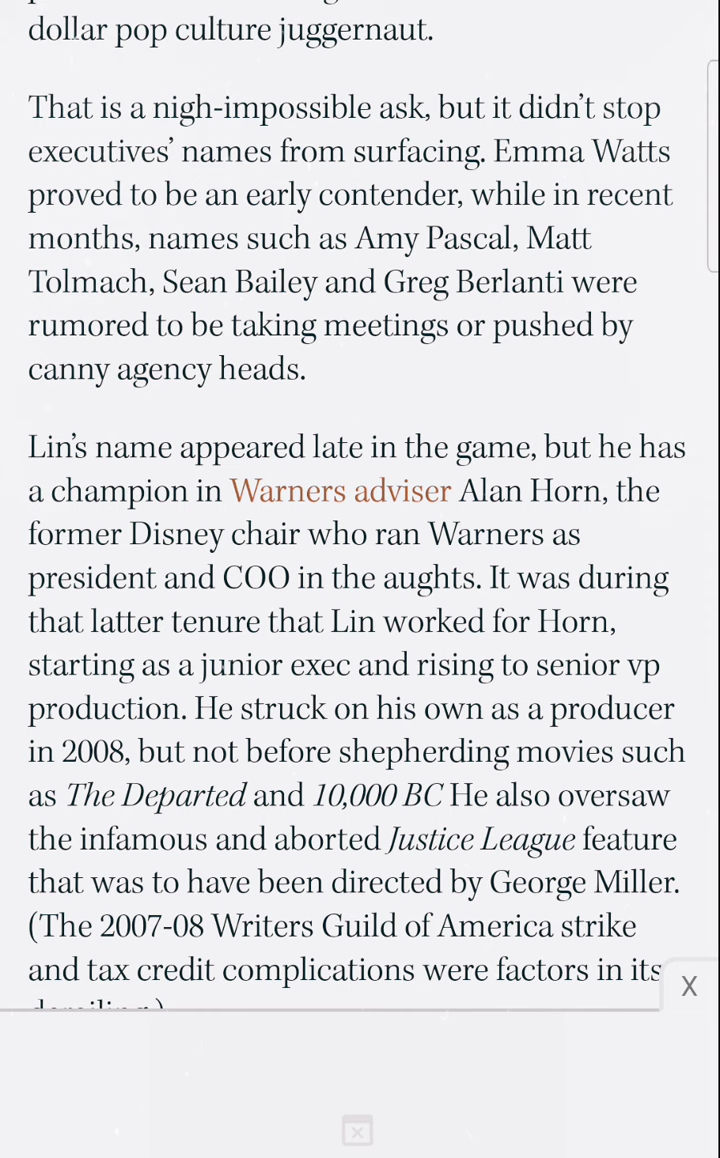 dollar pop culture juggernaut.
That is a nigh-impossible ask, but it didn’t stop
executives’ names from surfacing. Emma Watts
proved to be an early contender, while in recent
months, names such as Amy Pascal, Matt
Tolmach, Sean Bailey and Greg Berlanti were
rumored to be taking meetings or pushed by
canny agency heads.
Lin’s name appeared late in the game, but he has
a champion in Warners adviser Alan Horn, the
former Disney chair who ran Warners as
president and COO in the aughts. It was during
that latter tenure that Lin worked for Horn,
starting as a junior exec and rising to senior vp
production. He struck on his own as a producer
in 2008, but not before shepherding movies such
as The Departed and 10,000 BC He also oversaw
the infamous and aborted Justice League feature
that was to have been directed by George Miller.
(The 2007-08 Writers Guild of America strike
and tax credit complications were factors in its
X